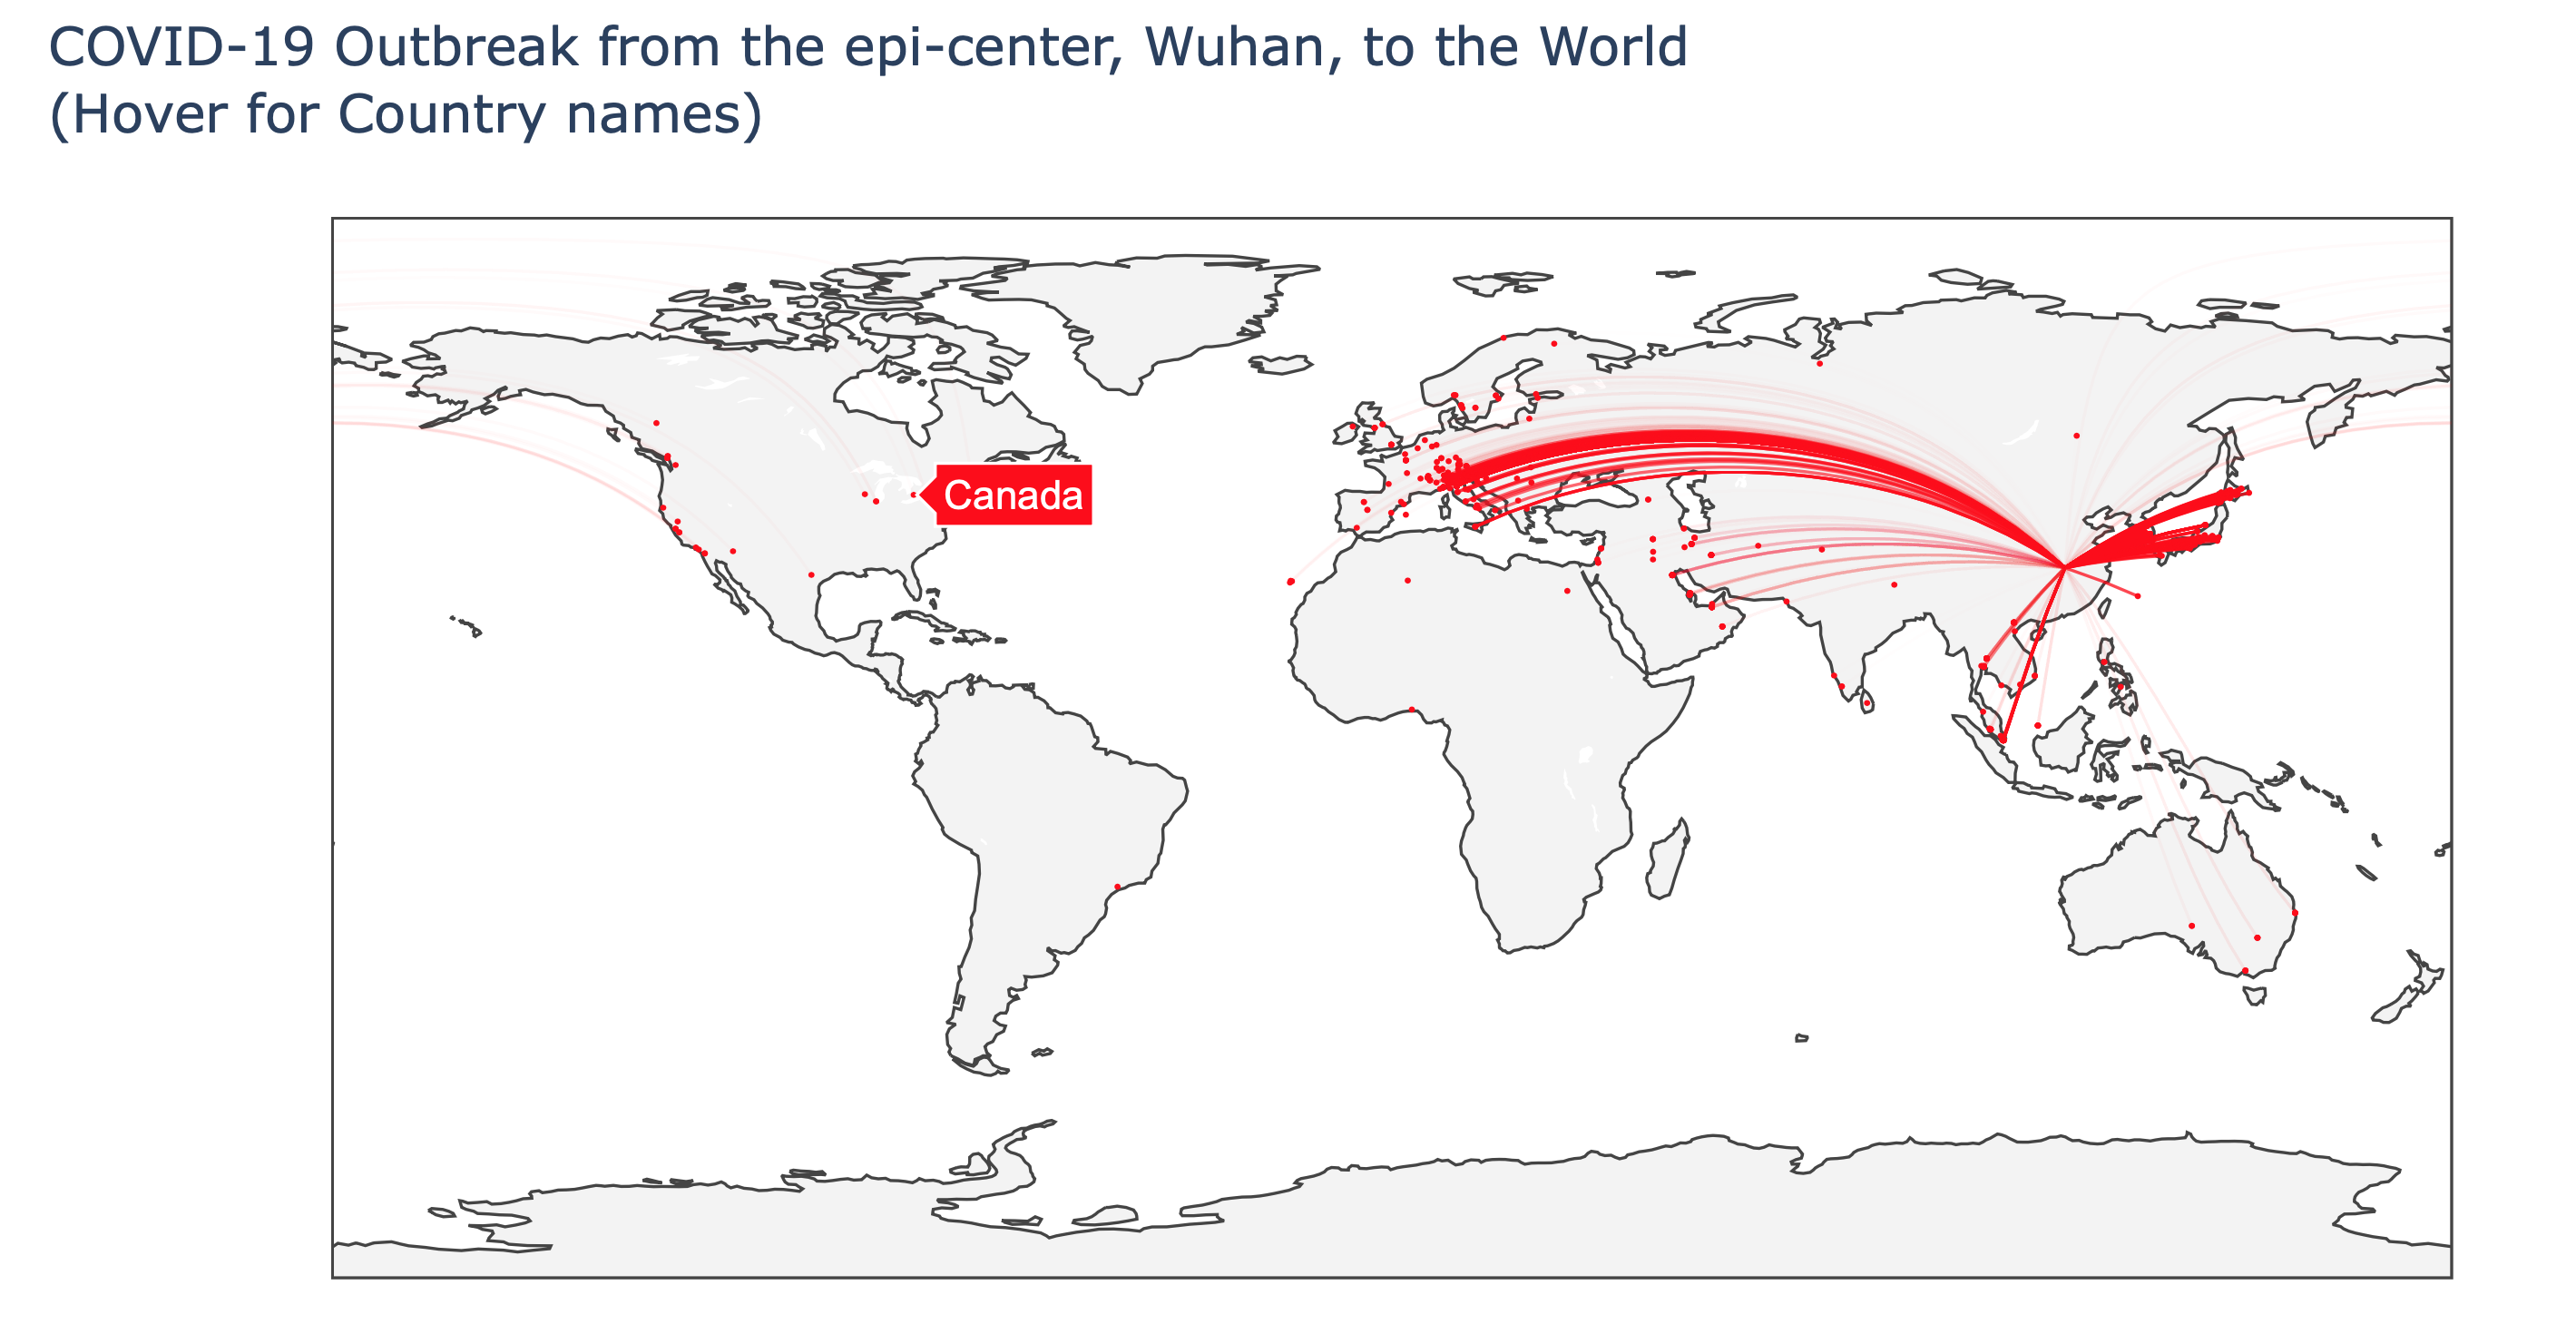 COVID-19 Outbreak from the epi-center, Wuhan, to the World
(Hover for Country names)
Canada